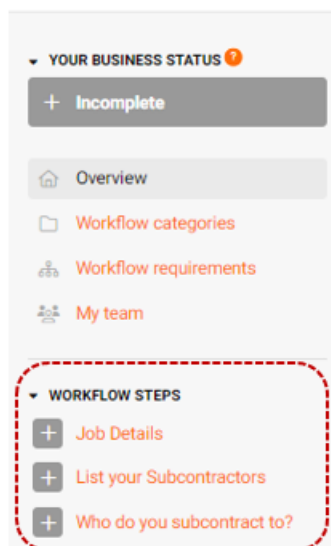 YOUR BUSINESS STATUS ?
+ Incomplete
Overview
Workflow categories
Workflow requirements
My team
WORKFLOW STEPS
+ Job Details
+ List your Subcontractors
+ Who do you subcontract to?